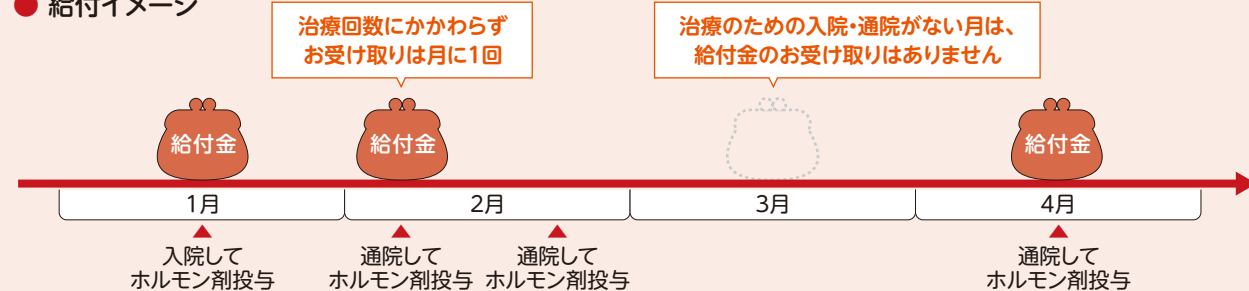 ● 給付イメージ
治療回数にかかわらず
お受け取りは月に1回
治療のための入院・通院がない月は、
給付金のお受け取りはありません
給付金
給付金
給付金
1月
2月
3月
4月
入院して
ホルモン剤投与
通院して
ホルモン剤投与
通院して
ホルモン剤投与
通院して
ホルモン剤投与